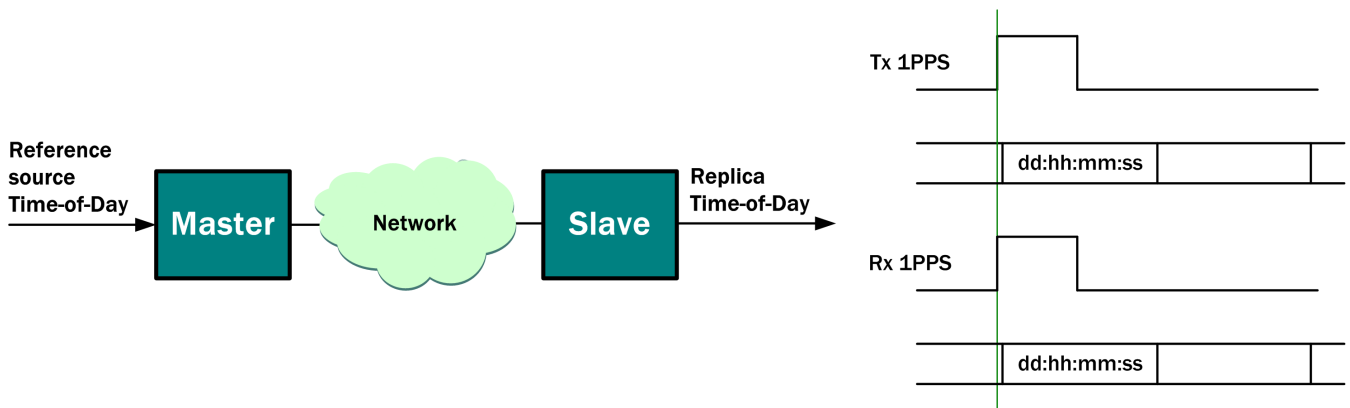 Reference
source
Time-of-Day
Master
Network
Slave
Replica
Time-of-Day
Tx 1PPS
dd:hh:mm:ss
Rx 1PPS
dd:hh:mm:ss